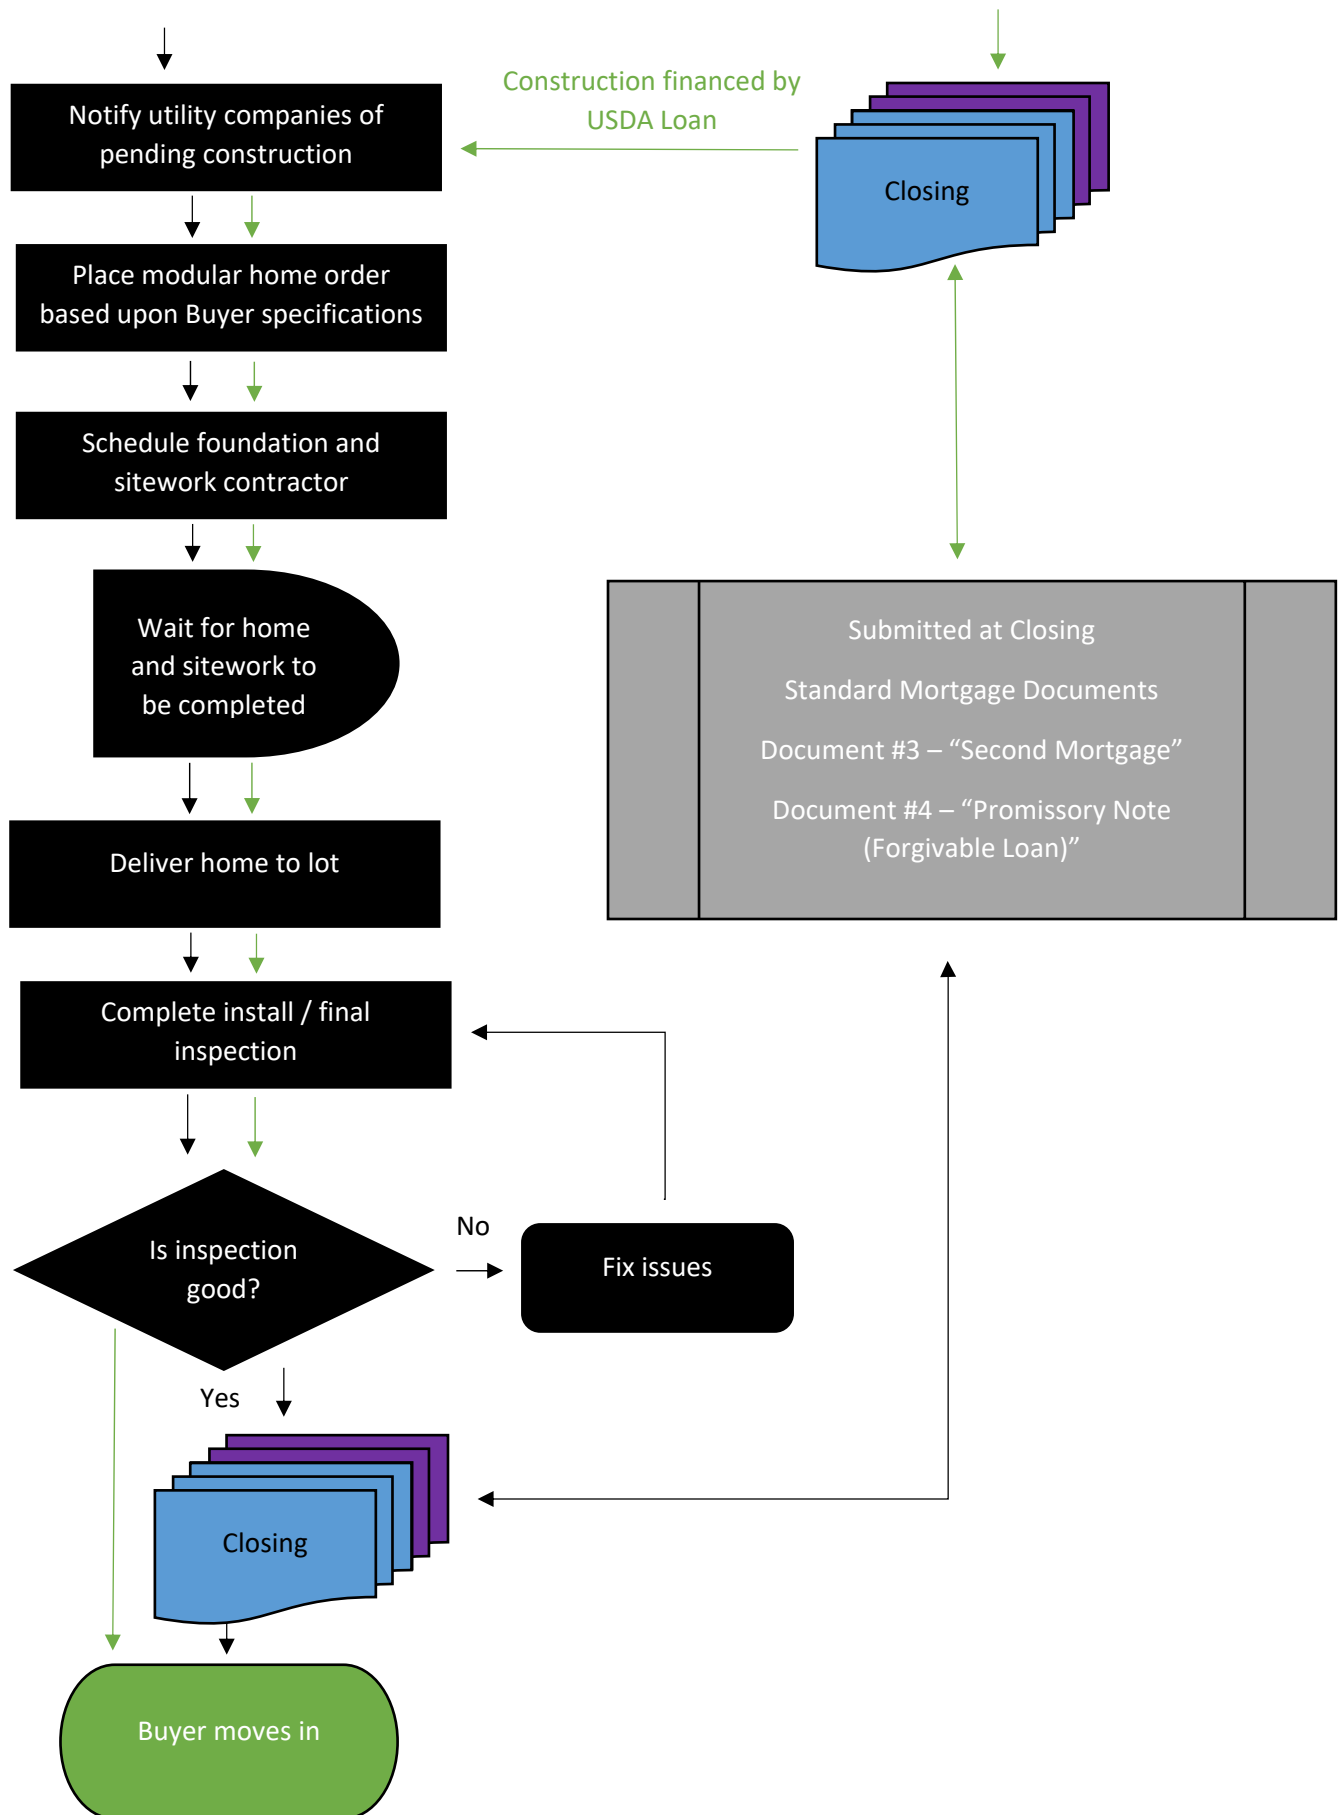 Notify utility companies of
pending construction
Construction financed by
USDA Loan
Closing
Place modular home order
based upon Buyer specifications
Schedule foundation and
sitework contractor
Wait for home
and sitework to
be completed
Submitted at Closing
Standard Mortgage Documents
Document #3 – “Second Mortgage”
Document #4 – “Promissory Note
(Forgivable Loan)”
Deliver home to lot
Complete install / final
inspection
Is inspection
good?
No
Fix issues
Yes
Closing
Buyer moves in